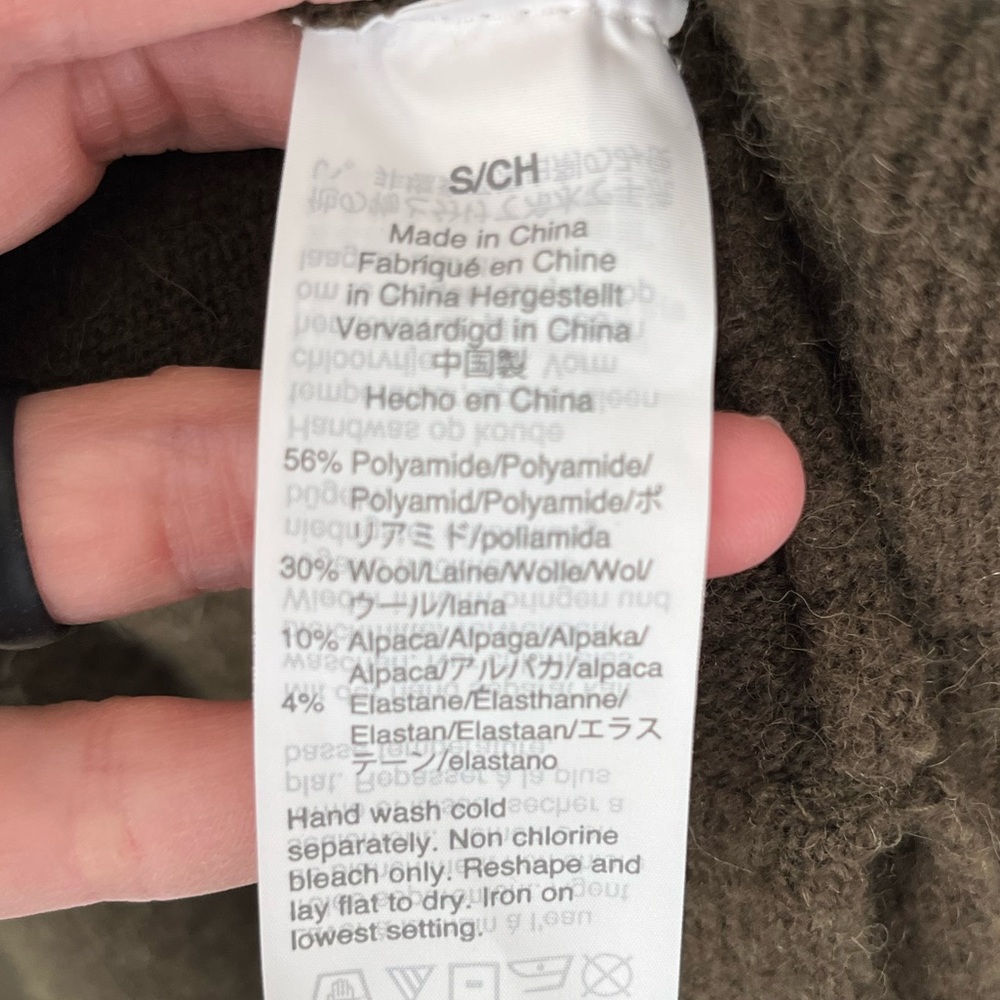 S/CH
Made in China
Fabriqué en Chine
in China Hergestellt
Vervaardigd in China
中国製
Hecho en China
56% Polyamide/Polyamide/
Polyamid/Polyamide/ポ
リアミド/poliamida
30% Wool/Laine/Wolle/Wol/
ウール/lana
10% Alpaca/Alpaga/Alpaka/
Alpaca/アルパカ/alpaca
4% Elastane/Élasthanne/
Elastan/Elastaan/エラス
テーン/elastano
Hand wash cold
separately. Non chlorine
bleach only. Reshape and
lay flat to dry. Iron on
lowest setting.